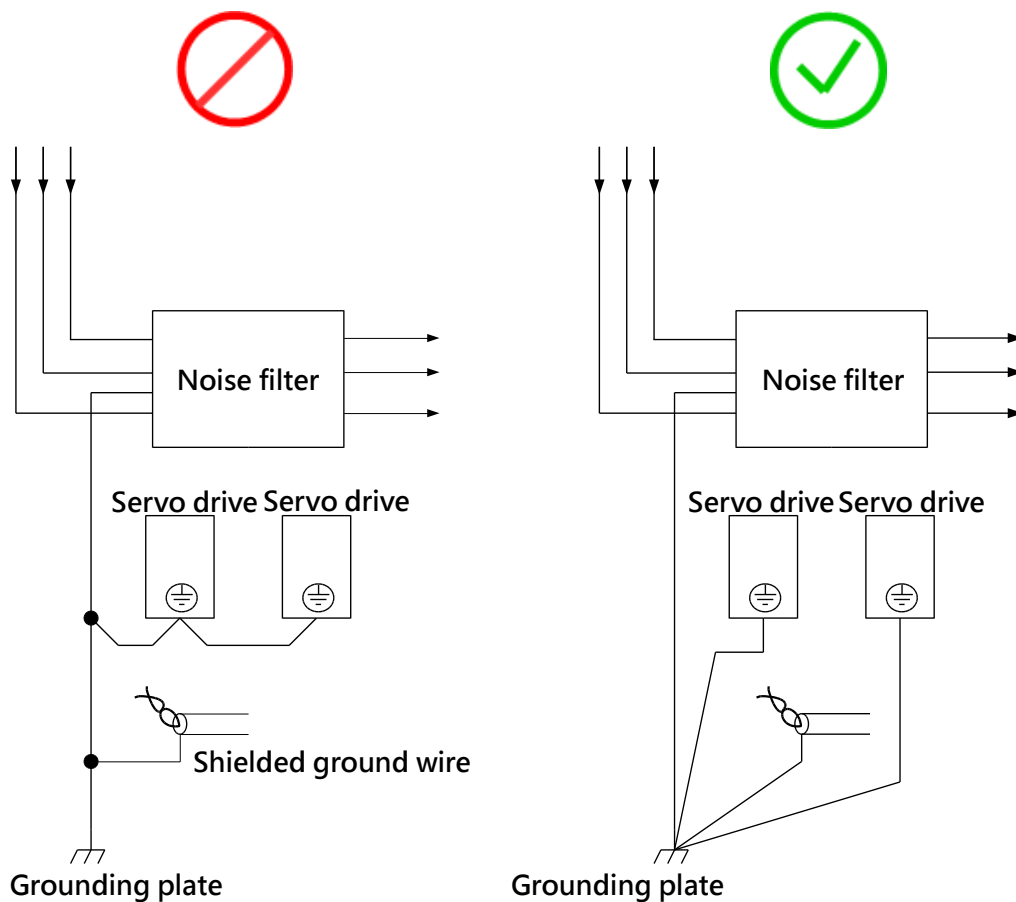 Noise filter
Servo drive Servo drive
Shielded ground wire
Grounding plate
Noise filter
Servo drive Servo drive
Grounding plate